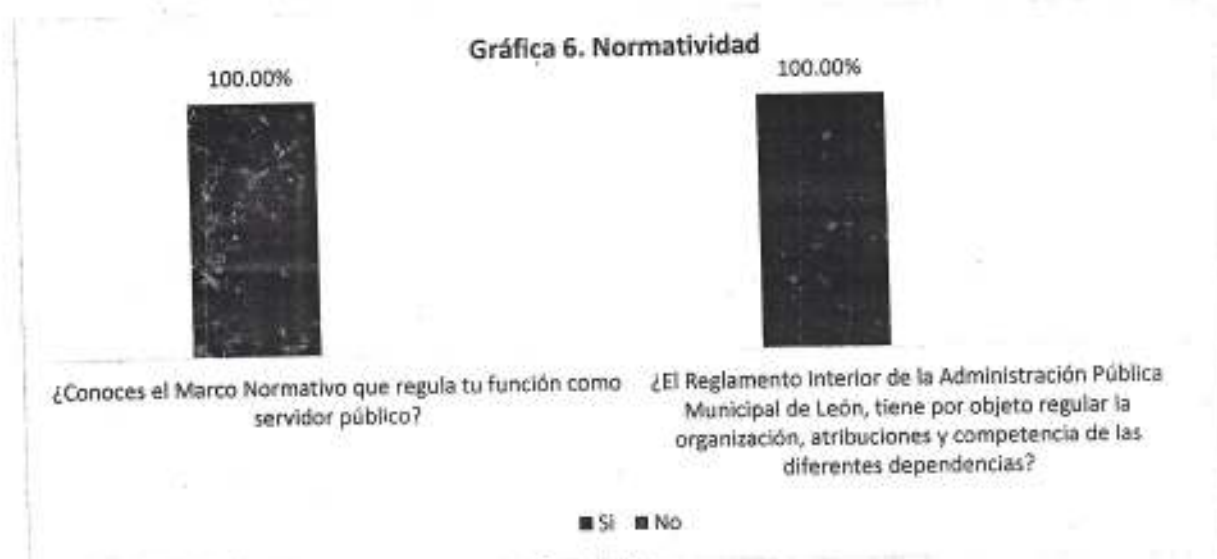 Gráfica 6. Normatividad
100.00%
100.00%
¿Conoces el Marco Normativo que regula tu función como
servidor público?
¿El Reglamento Interior de la Administración Pública
Municipal de León, tiene por objeto regular la
organización, atribuciones y competencia de las
diferentes dependencias?
Si No